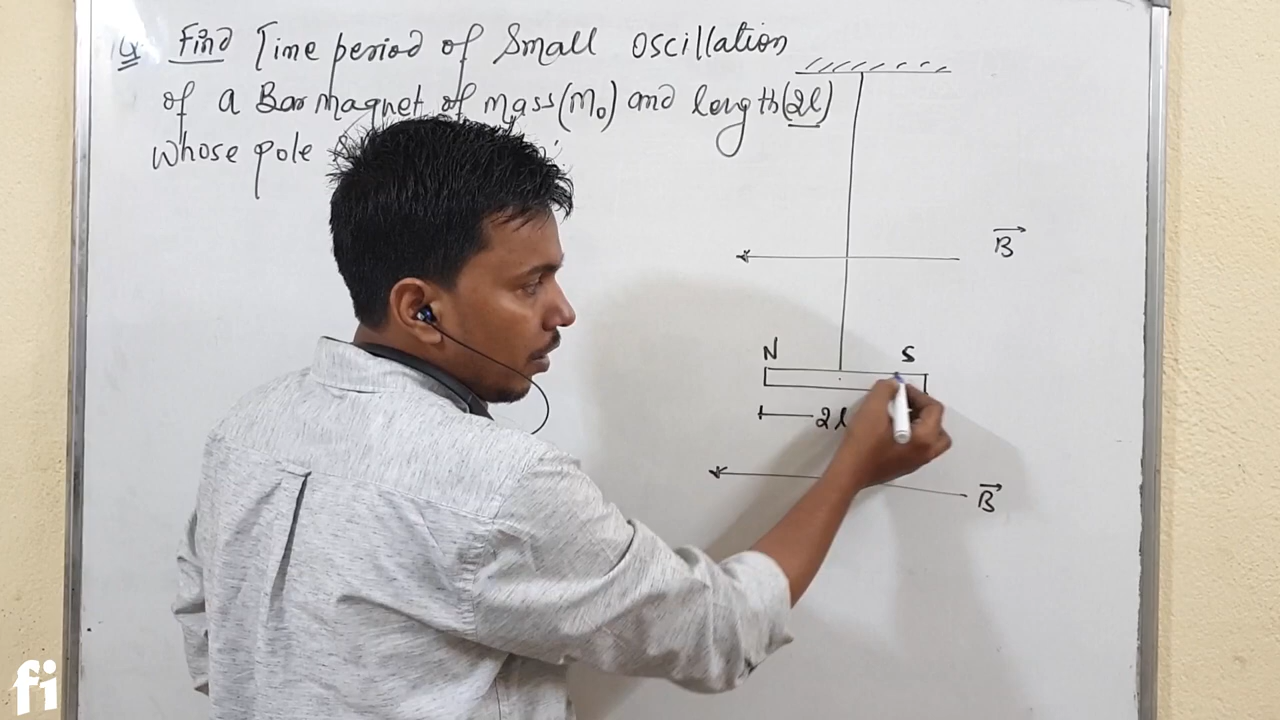 Q. Find Time period of Small oscillation
of a Bar magnet of mass (m₀) and length (2l)
whose pole
B
N S
2l
B
fi